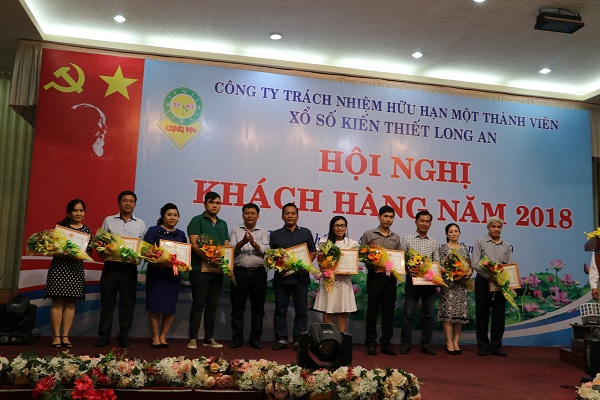 CÔNG TY TRÁCH NHIỆM HỮU HẠN MỘT THÀNH VIÊN
XỔ SỐ KIẾN THIẾT LONG AN
HỘI NGHỊ
KHÁCH HÀNG NĂM 2018